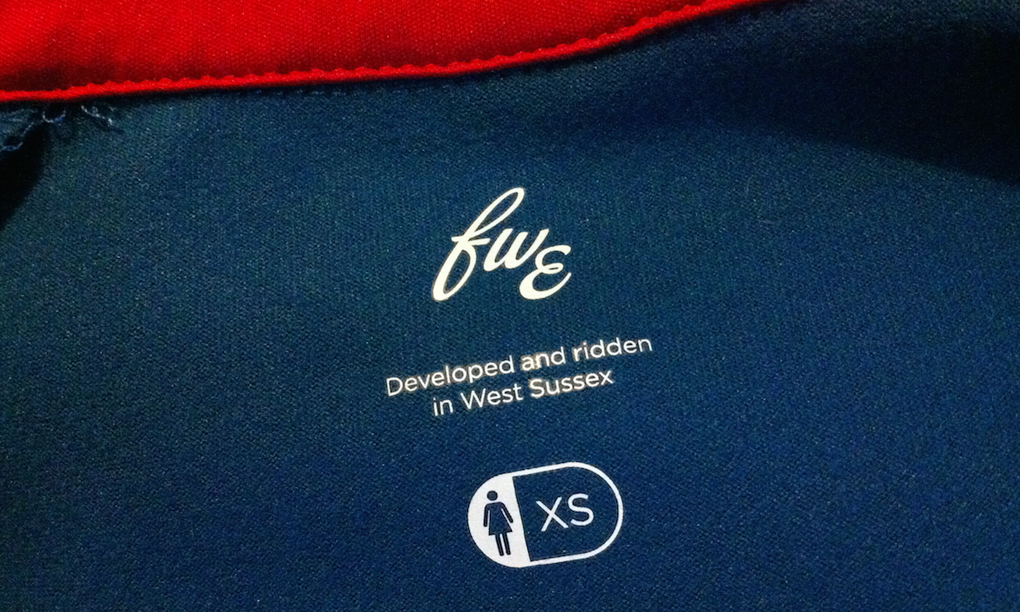 fwE
Developed and ridden
in West Sussex
XS